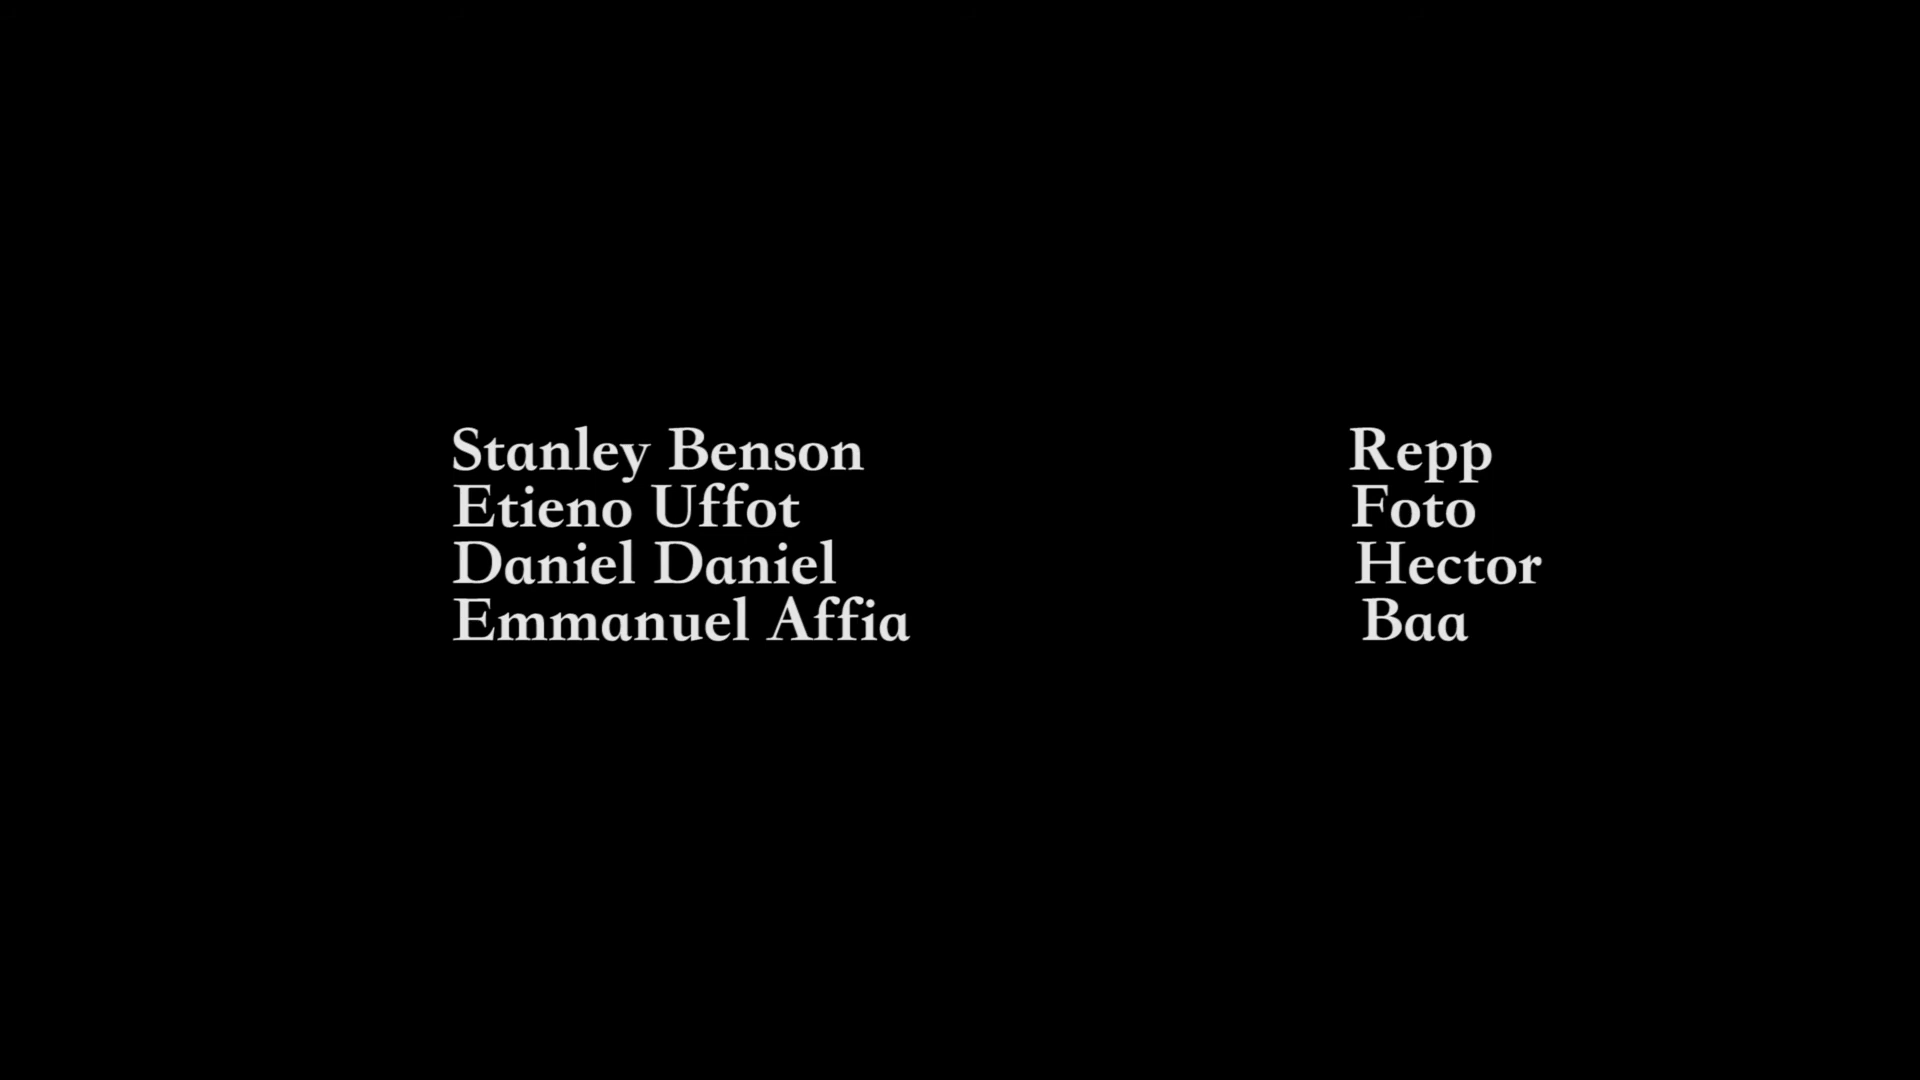 Stanley Benson Repp
Etieno Uffot Foto
Daniel Daniel Hector
Emmanuel Affia Baa